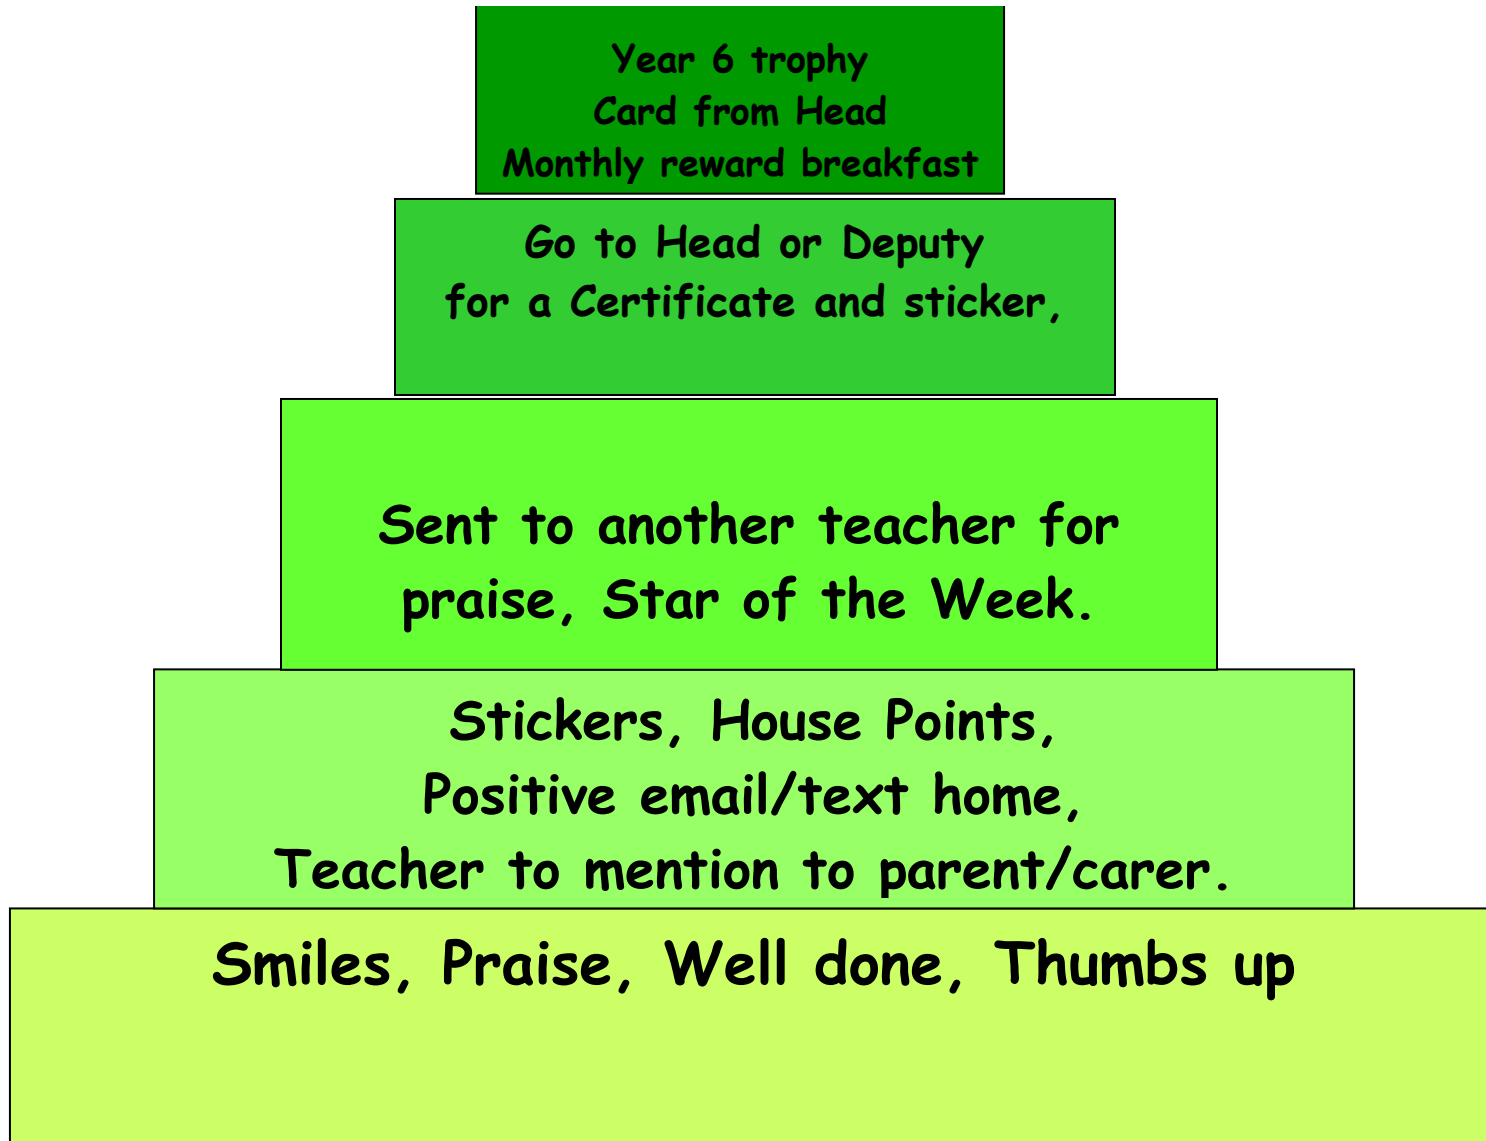 Year 6 trophy
Card from Head
Monthly reward breakfast
Go to Head or Deputy
for a Certificate and sticker,
Sent to another teacher for
praise, Star of the Week.
Stickers, House Points,
Positive email/text home,
Teacher to mention to parent/carer.
Smiles, Praise, Well done, Thumbs up